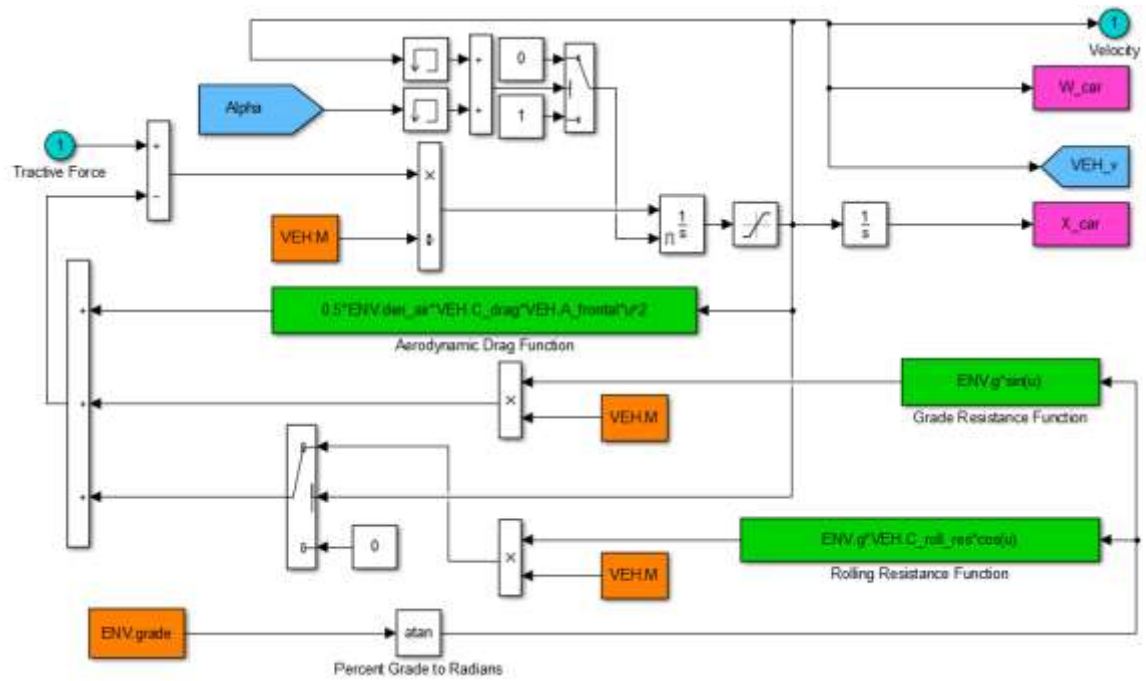 1
Velocity
0
W_car
Alpha
1
1
Tractive Force
+
+
+
−
×
÷
VEH.M
1
s
1
s
VEH_v
X_car
0.5*ENV.den_air*VEH.C_drag*VEH.A_frontal*u^2
Aerodynamic Drag Function
+
+
+
×
VEH.M
ENV.g*sin(u)
Grade Resistance Function
0
×
VEH.M
ENV.g*VEH.C_roll_res*cos(u)
Rolling Resistance Function
ENV.grade
atan
Percent Grade to Radians